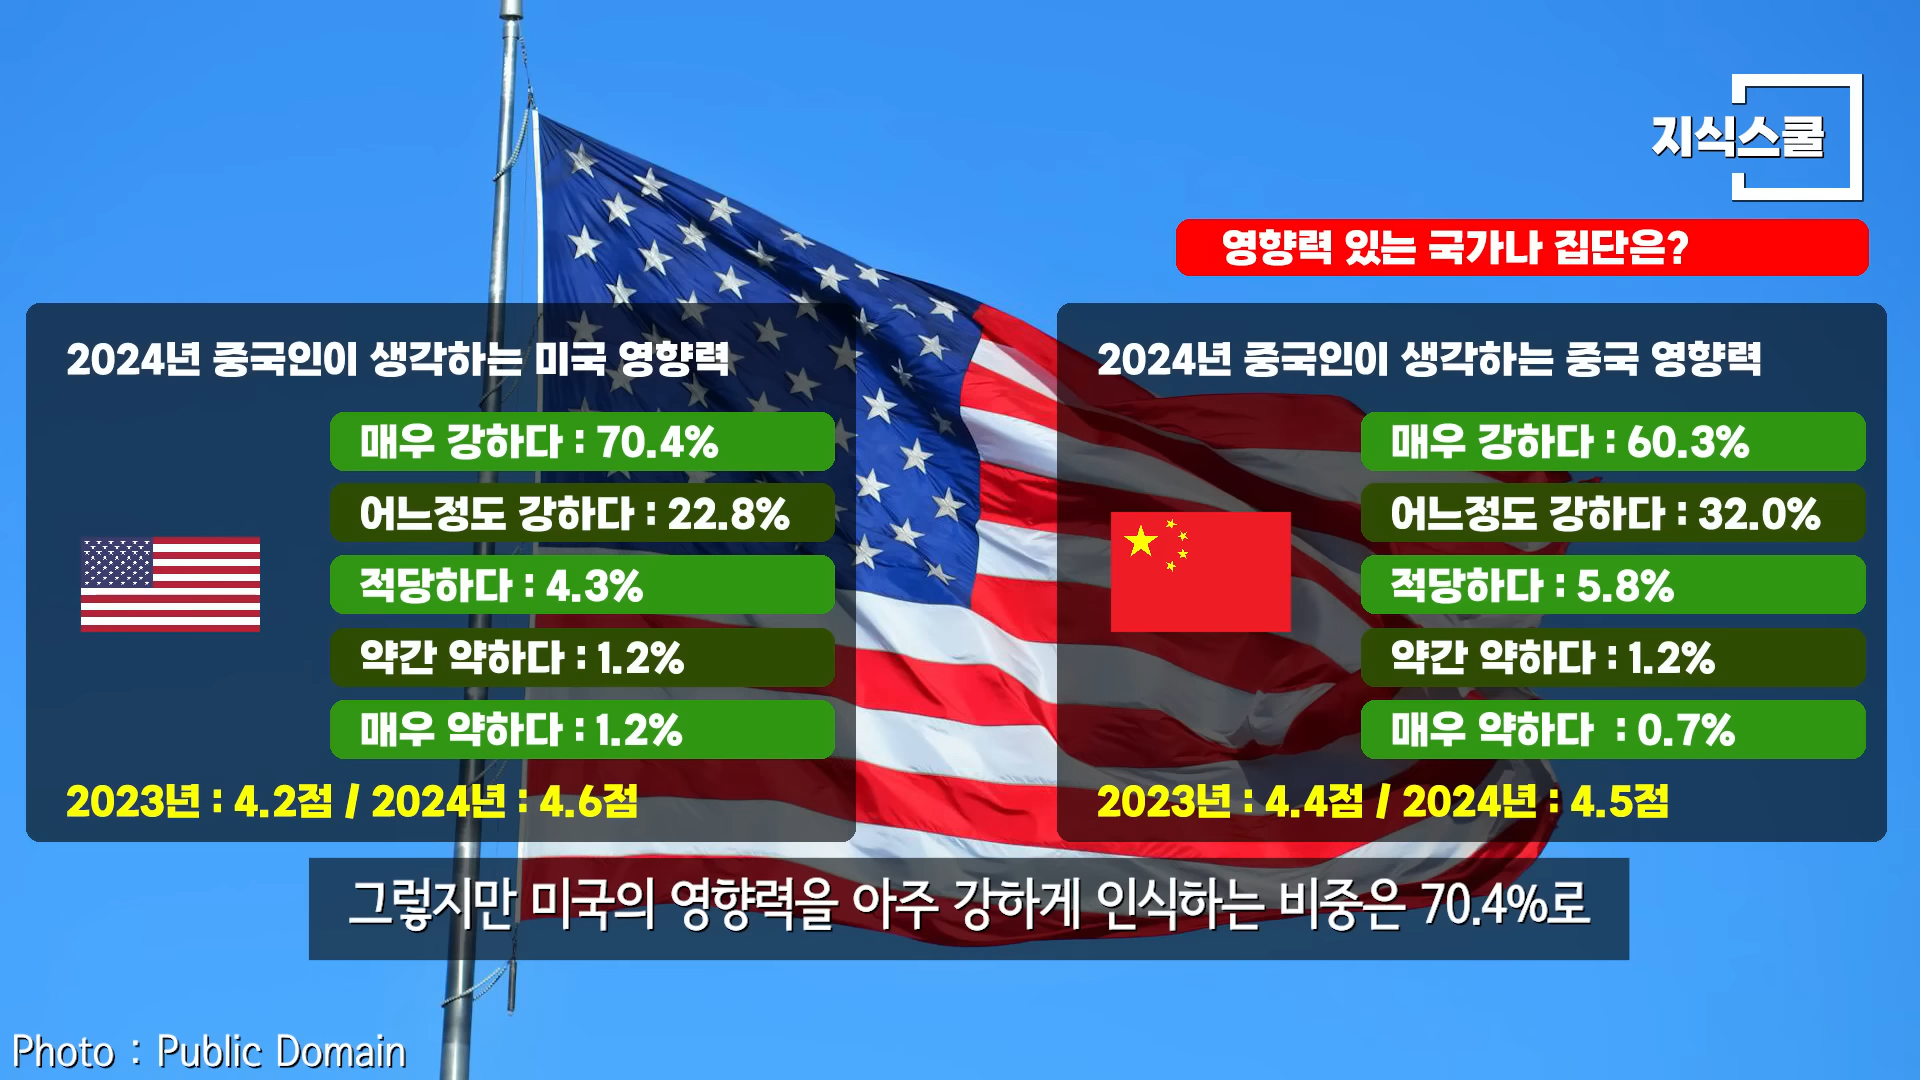 지식스쿨
영향력 있는 국가나 집단은?
2024년 중국인이 생각하는 미국 영향력
매우 강하다 : 70.4%
어느정도 강하다 : 22.8%
적당하다 : 4.3%
약간 약하다 : 1.2%
매우 약하다 : 1.2%
2023년 : 4.2점 / 2024년 : 4.6점
2024년 중국인이 생각하는 중국 영향력
매우 강하다 : 60.3%
어느정도 강하다 : 32.0%
적당하다 : 5.8%
약간 약하다 : 1.2%
매우 약하다 : 0.7%
2023년 : 4.4점 / 2024년 : 4.5점
그렇지만 미국의 영향력을 아주 강하게 인식하는 비중은 70.4%로
Photo : Public Domain